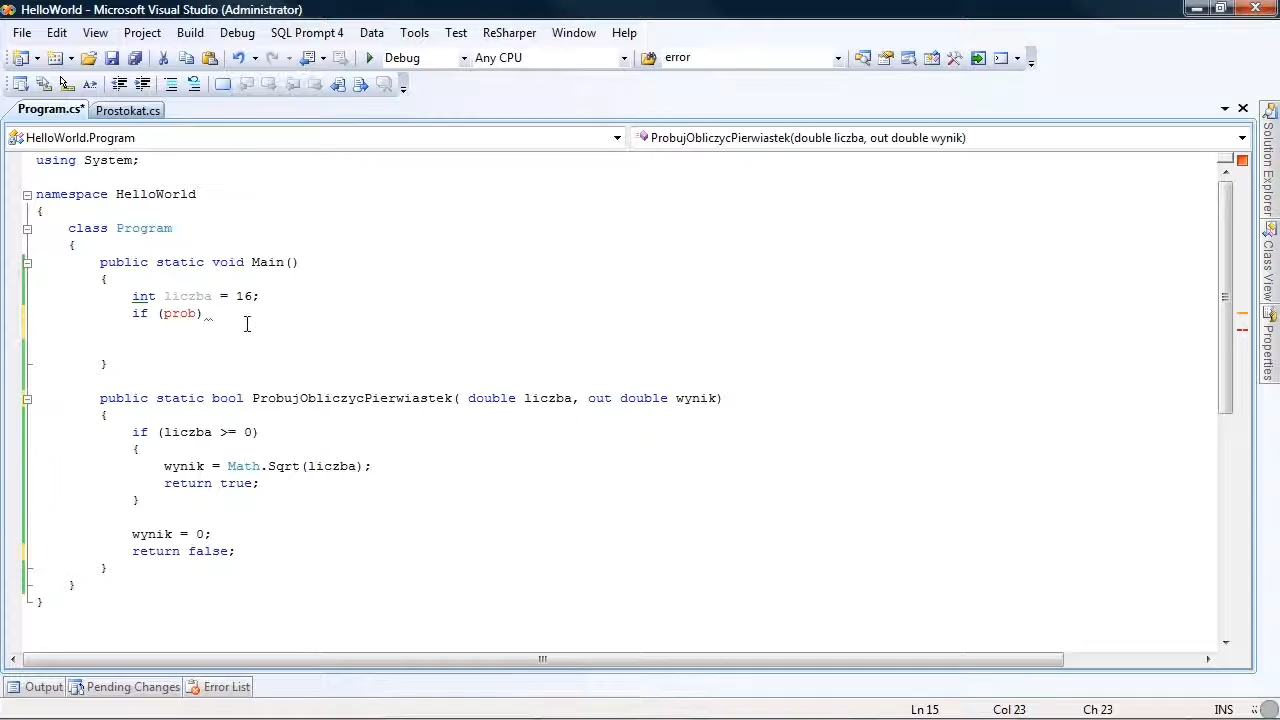 HelloWorld - Microsoft Visual Studio (Administrator)
File Edit View Project Build Debug SQL Prompt 4 Data Tools Test ReSharper Window Help
Debug Any CPU error
Program.cs* Prostokat.cs
HelloWorld.Program ProbujObliczycPierwiastek(double liczba, out double wynik)
using System;
namespace HelloWorld
{
class Program
{
public static void Main()
{
int liczba = 16;
if (prob)
}
public static bool ProbujObliczycPierwiastek( double liczba, out double wynik)
{
if (liczba >= 0)
{
wynik = Math.Sqrt(liczba);
return true;
}
wynik = 0;
return false;
}
}
}
Solution Explorer
Class View
Properties
Output Pending Changes Error List
Ln 15 Col 23 Ch 23 INS